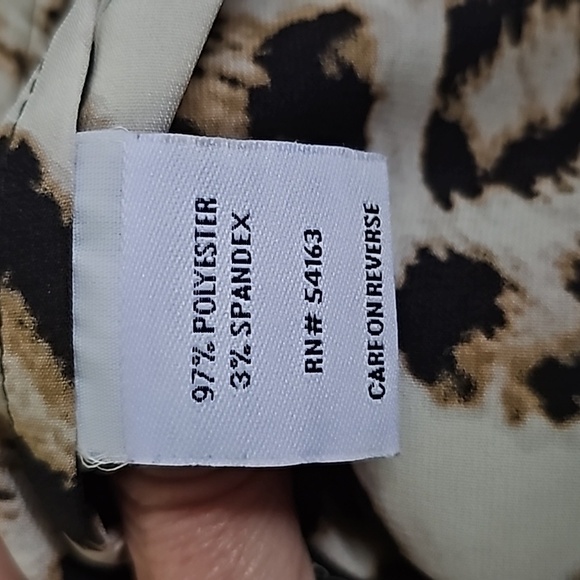 97% POLYESTER
3% SPANDEX
RN# 54163
CARE ON REVERSE